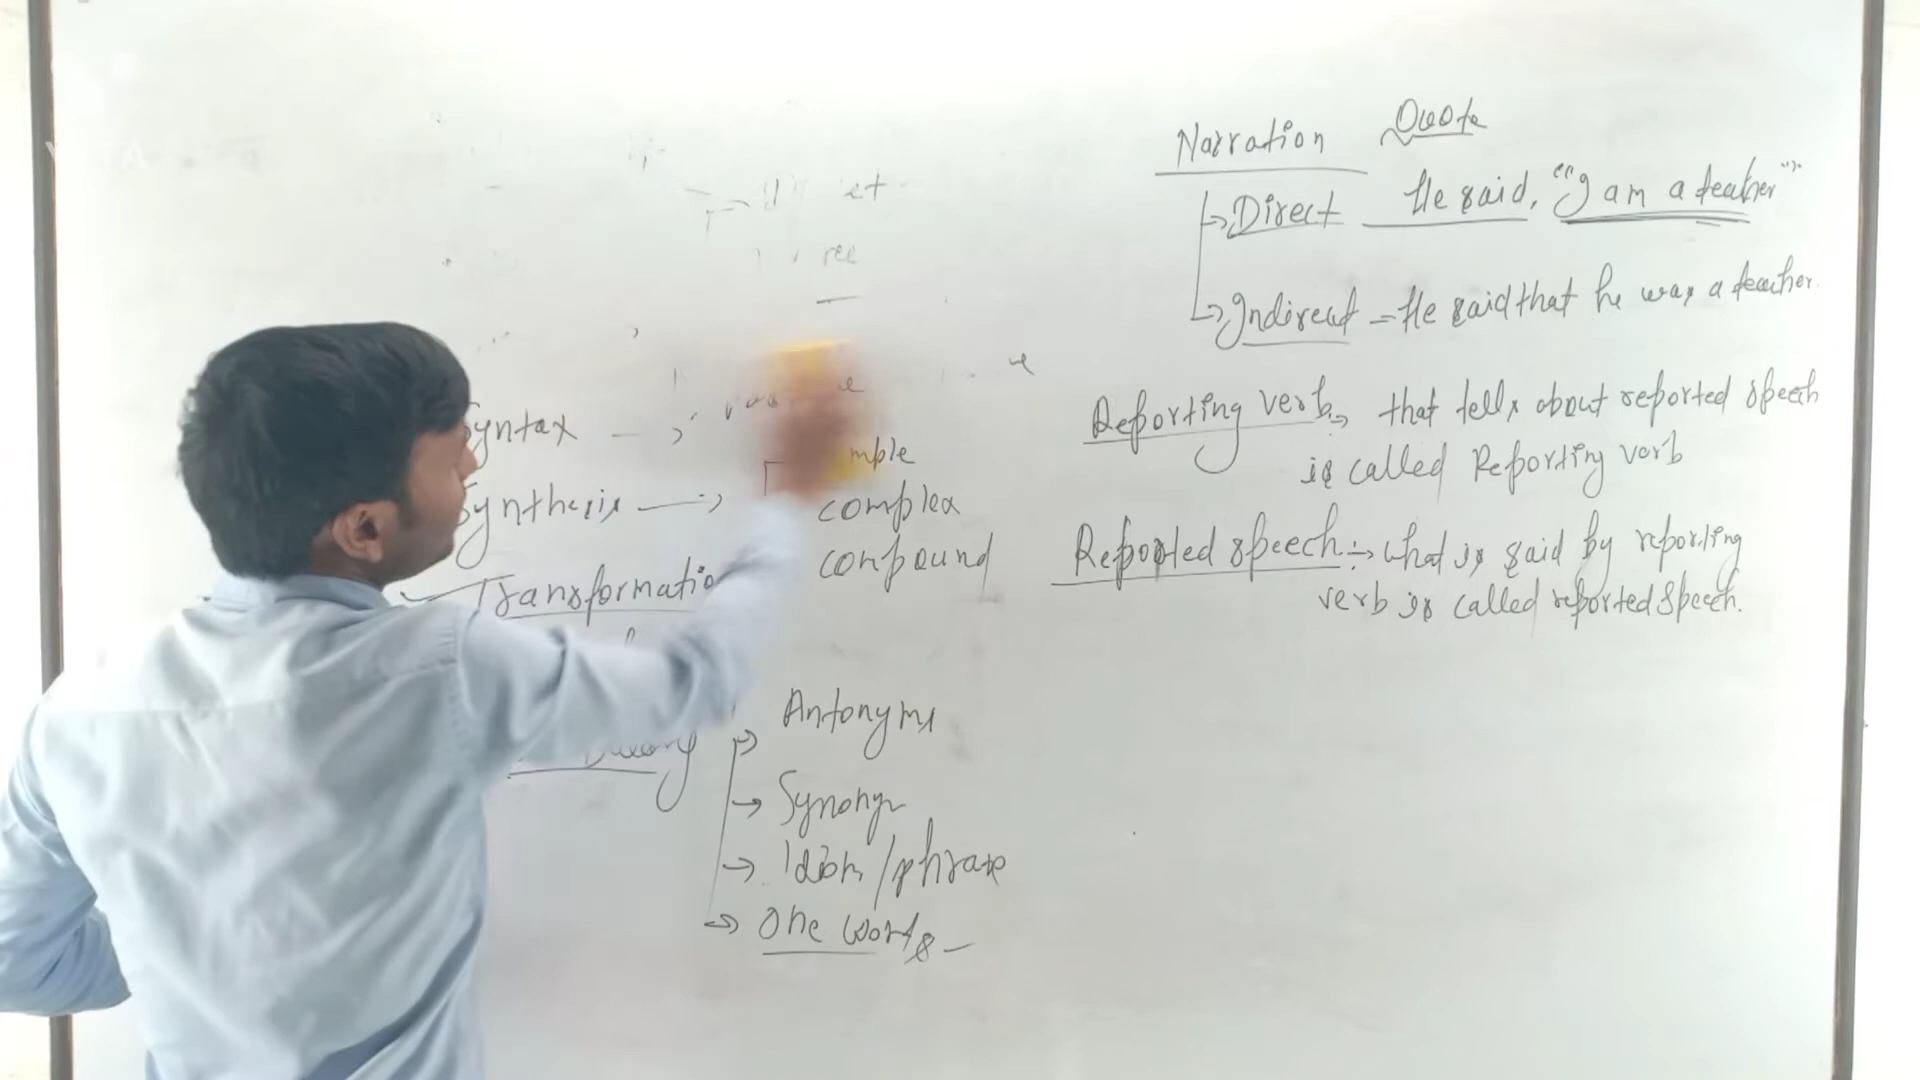 Narration Quote
Direct He said, "I am a teacher"
Indirect = He said that he was a teacher.
Reporting verb → that tells about reported speech
is called Reporting verb
Reported speech :→ what is said by reporting
verb is called reported speech.
Syntax →
mple
Synthesis →
complex
compound
Transformatio
Antonyms
→ Synonym
→ Idiom/phrase
→ One words